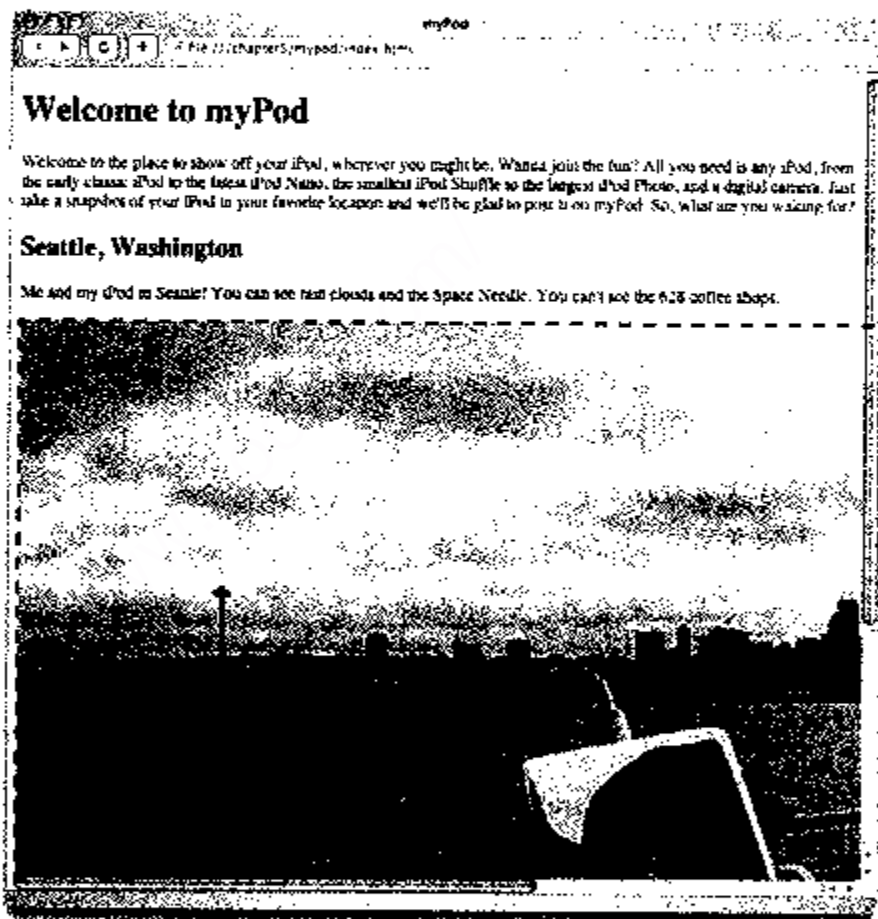 myPod
file:///chapter5/mypod/index.html
Welcome to myPod
Welcome to the place to show off your iPod, wherever you might be. Wanna join the fun? All you need is any iPod, from
the early classic iPod to the latest iPod Nano, the smallest iPod Shuffle to the largest iPod Photo, and a digital camera. Just
take a snapshot of your iPod in your favorite location and we'll be glad to post it on myPod. So, what are you waiting for?
Seattle, Washington
Me and my iPod in Seattle! You can see rain clouds and the Space Needle. You can't see the 628 coffee shops.